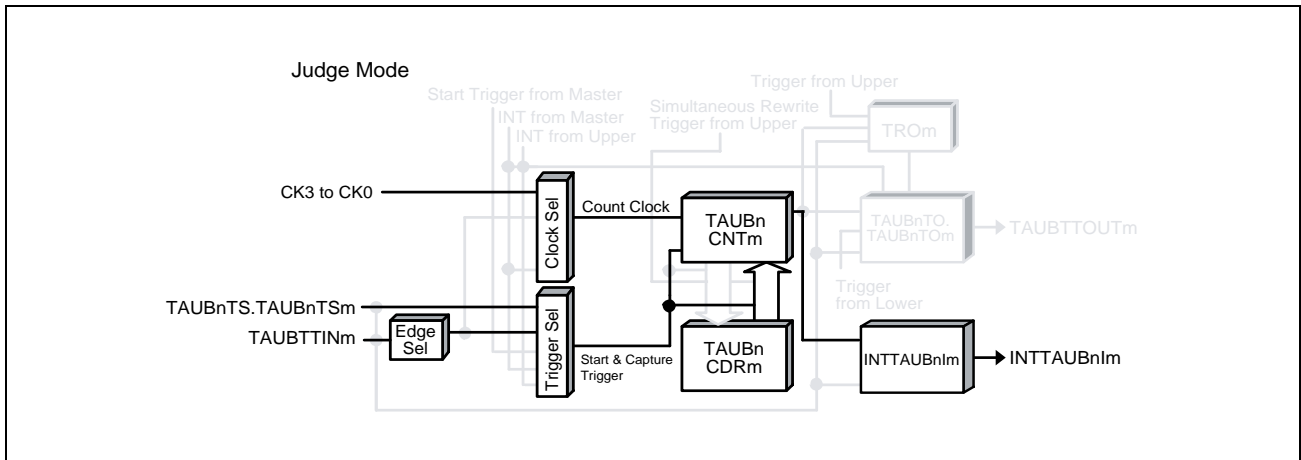 Judge Mode
Trigger from Upper
Start Trigger from Master
Simultaneous Rewrite
Trigger from Upper
INT from Master
INT from Upper
TROm
CK3 to CK0
Clock Sel
Count Clock
TAUBn
CNTm
TAUBnTO.
TAUBnTOm
TAUBTTOUTm
Trigger
from Lower
TAUBnTS.TAUBnTSm
TAUBTTINm
Edge
Sel
Trigger Sel
Start & Capture
Trigger
TAUBn
CDRm
INTTAUBnIm
INTTAUBnIm